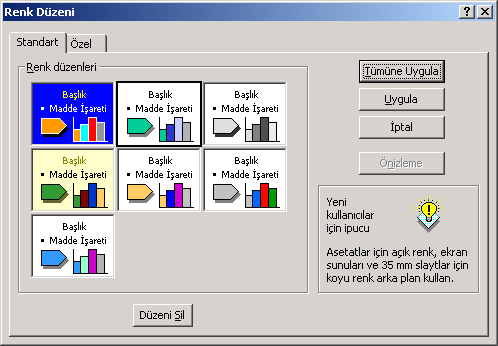 Renk Düzeni
Standart
Özel
Renk düzenleri
Başlık
Madde İşareti
Başlık
Madde İşareti
Başlık
Madde İşareti
Başlık
Madde İşareti
Başlık
Madde İşareti
Başlık
Madde İşareti
Başlık
Madde İşareti
Düzeni Sil
Tümüne Uygula
Uygula
İptal
Önizleme
Yeni
kullanıcılar
için ipucu
Asetatlar için açık renk, ekran
sunuları ve 35 mm slaytlar için
koyu renk arka plan kullan.